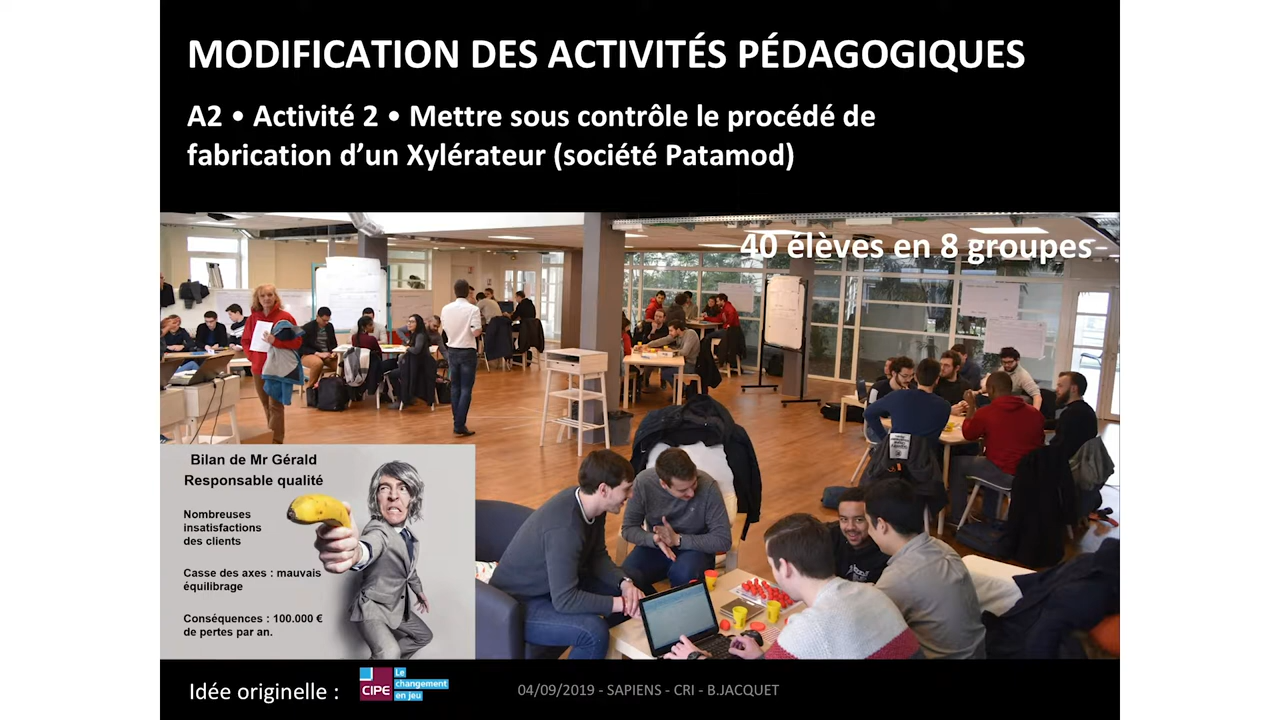 MODIFICATION DES ACTIVITÉS PÉDAGOGIQUES
A2 • Activité 2 • Mettre sous contrôle le procédé de
fabrication d’un Xylérateur (société Patamod)
40 élèves en 8 groupes
Bilan de Mr Gérald
Responsable qualité
Nombreuses
insatisfactions
des clients
Casse des axes : mauvais
équilibrage
Conséquences : 100.000 €
de pertes par an.
Idée originelle :
CIPE
Le
changement
en jeu
04/09/2019 - SAPIENS - CRI - B.JACQUET